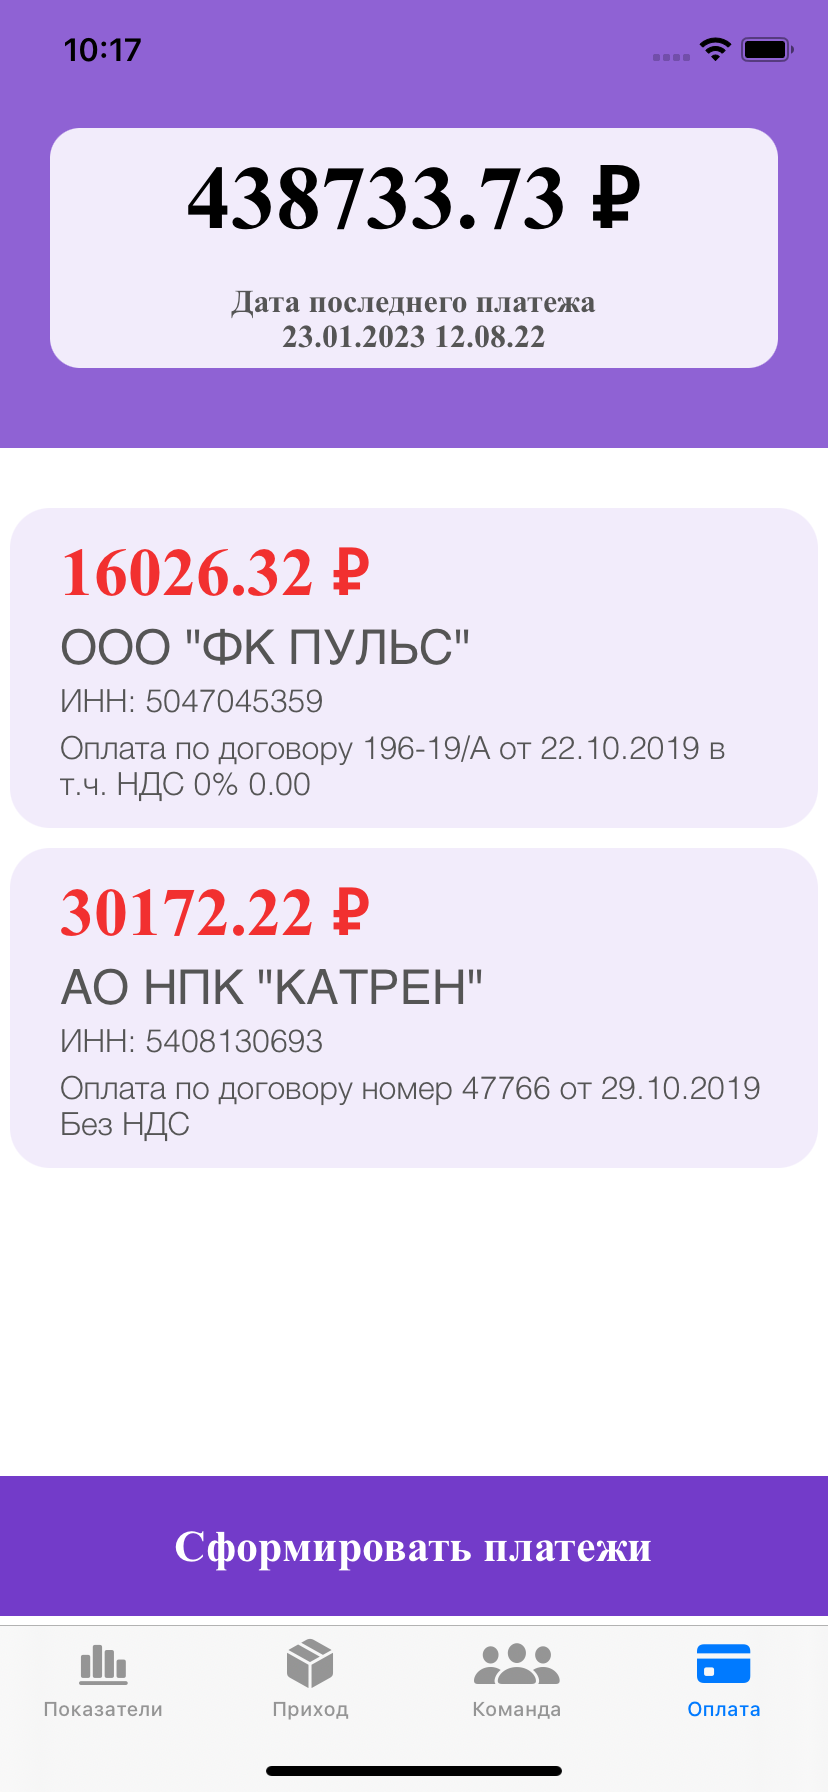 10:17
438733.73 ₽
Дата последнего платежа
23.01.2023 12.08.22
16026.32 ₽
ООО "ФК ПУЛЬС"
ИНН: 5047045359
Оплата по договору 196-19/А от 22.10.2019 в
т.ч. НДС 0% 0.00
30172.22 ₽
АО НПК "КАТРЕН"
ИНН: 5408130693
Оплата по договору номер 47766 от 29.10.2019
Без НДС
Сформировать платежи
Показатели
Приход
Команда
Оплата